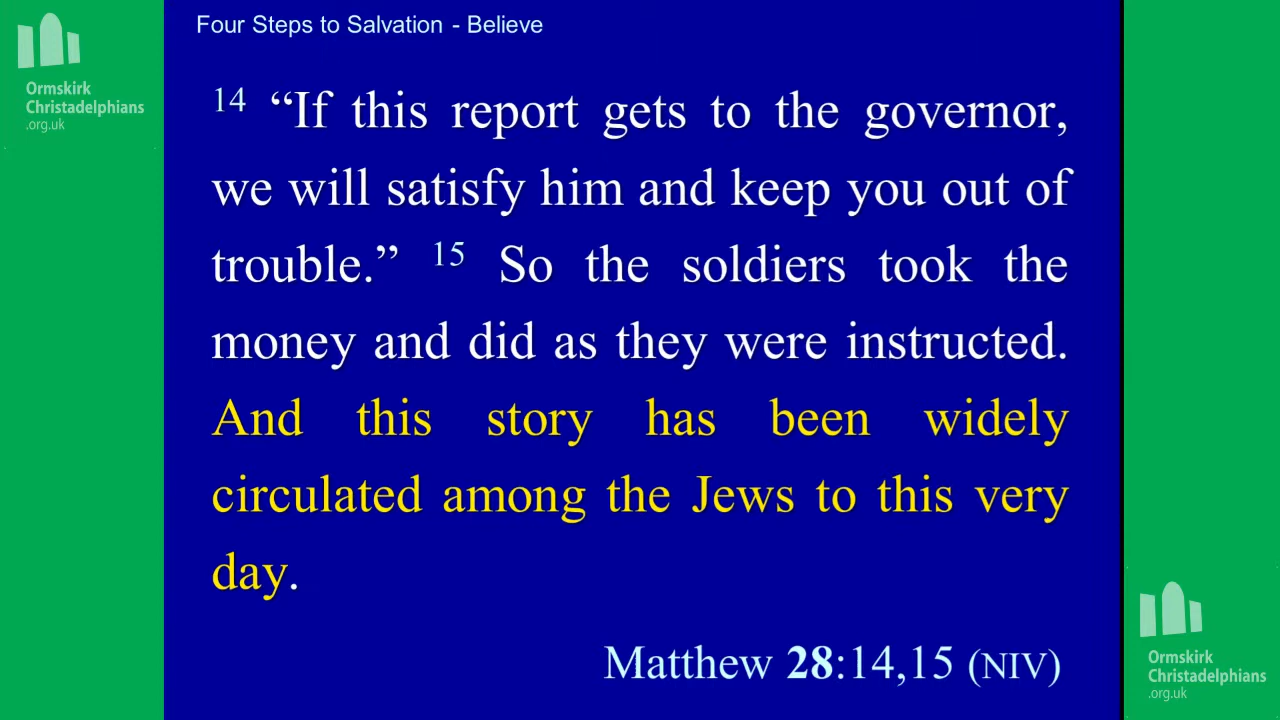 Four Steps to Salvation - Believe
Ormskirk
Christadelphians
.org.uk
14 “If this report gets to the governor,
we will satisfy him and keep you out of
trouble.” 15 So the soldiers took the
money and did as they were instructed.
And this story has been widely
circulated among the Jews to this very
day.
Matthew 28:14,15 (NIV)
Ormskirk
Christadelphians
.org.uk